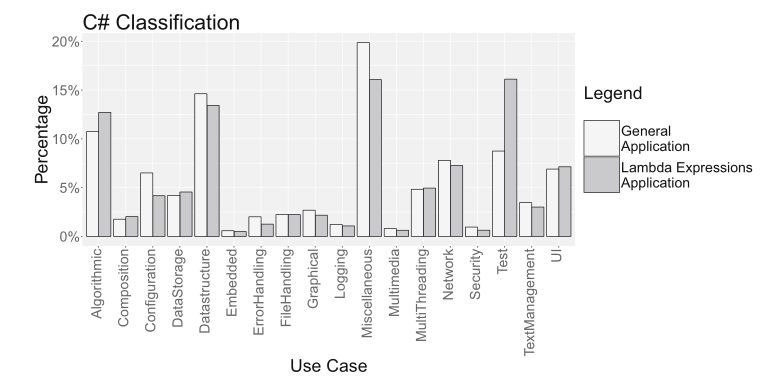 C# Classification
20%
15%
10%
5%
0%
Percentage
Algorithmic
Composition
Configuration
DataStorage
Datastructure
Embedded
ErrorHandling
FileHandling
Graphical
Logging
Miscellaneous
Multimedia
MultiThreading
Network
Security
Test
TextManagement
UI
Use Case
Legend
General
Application
Lambda Expressions
Application